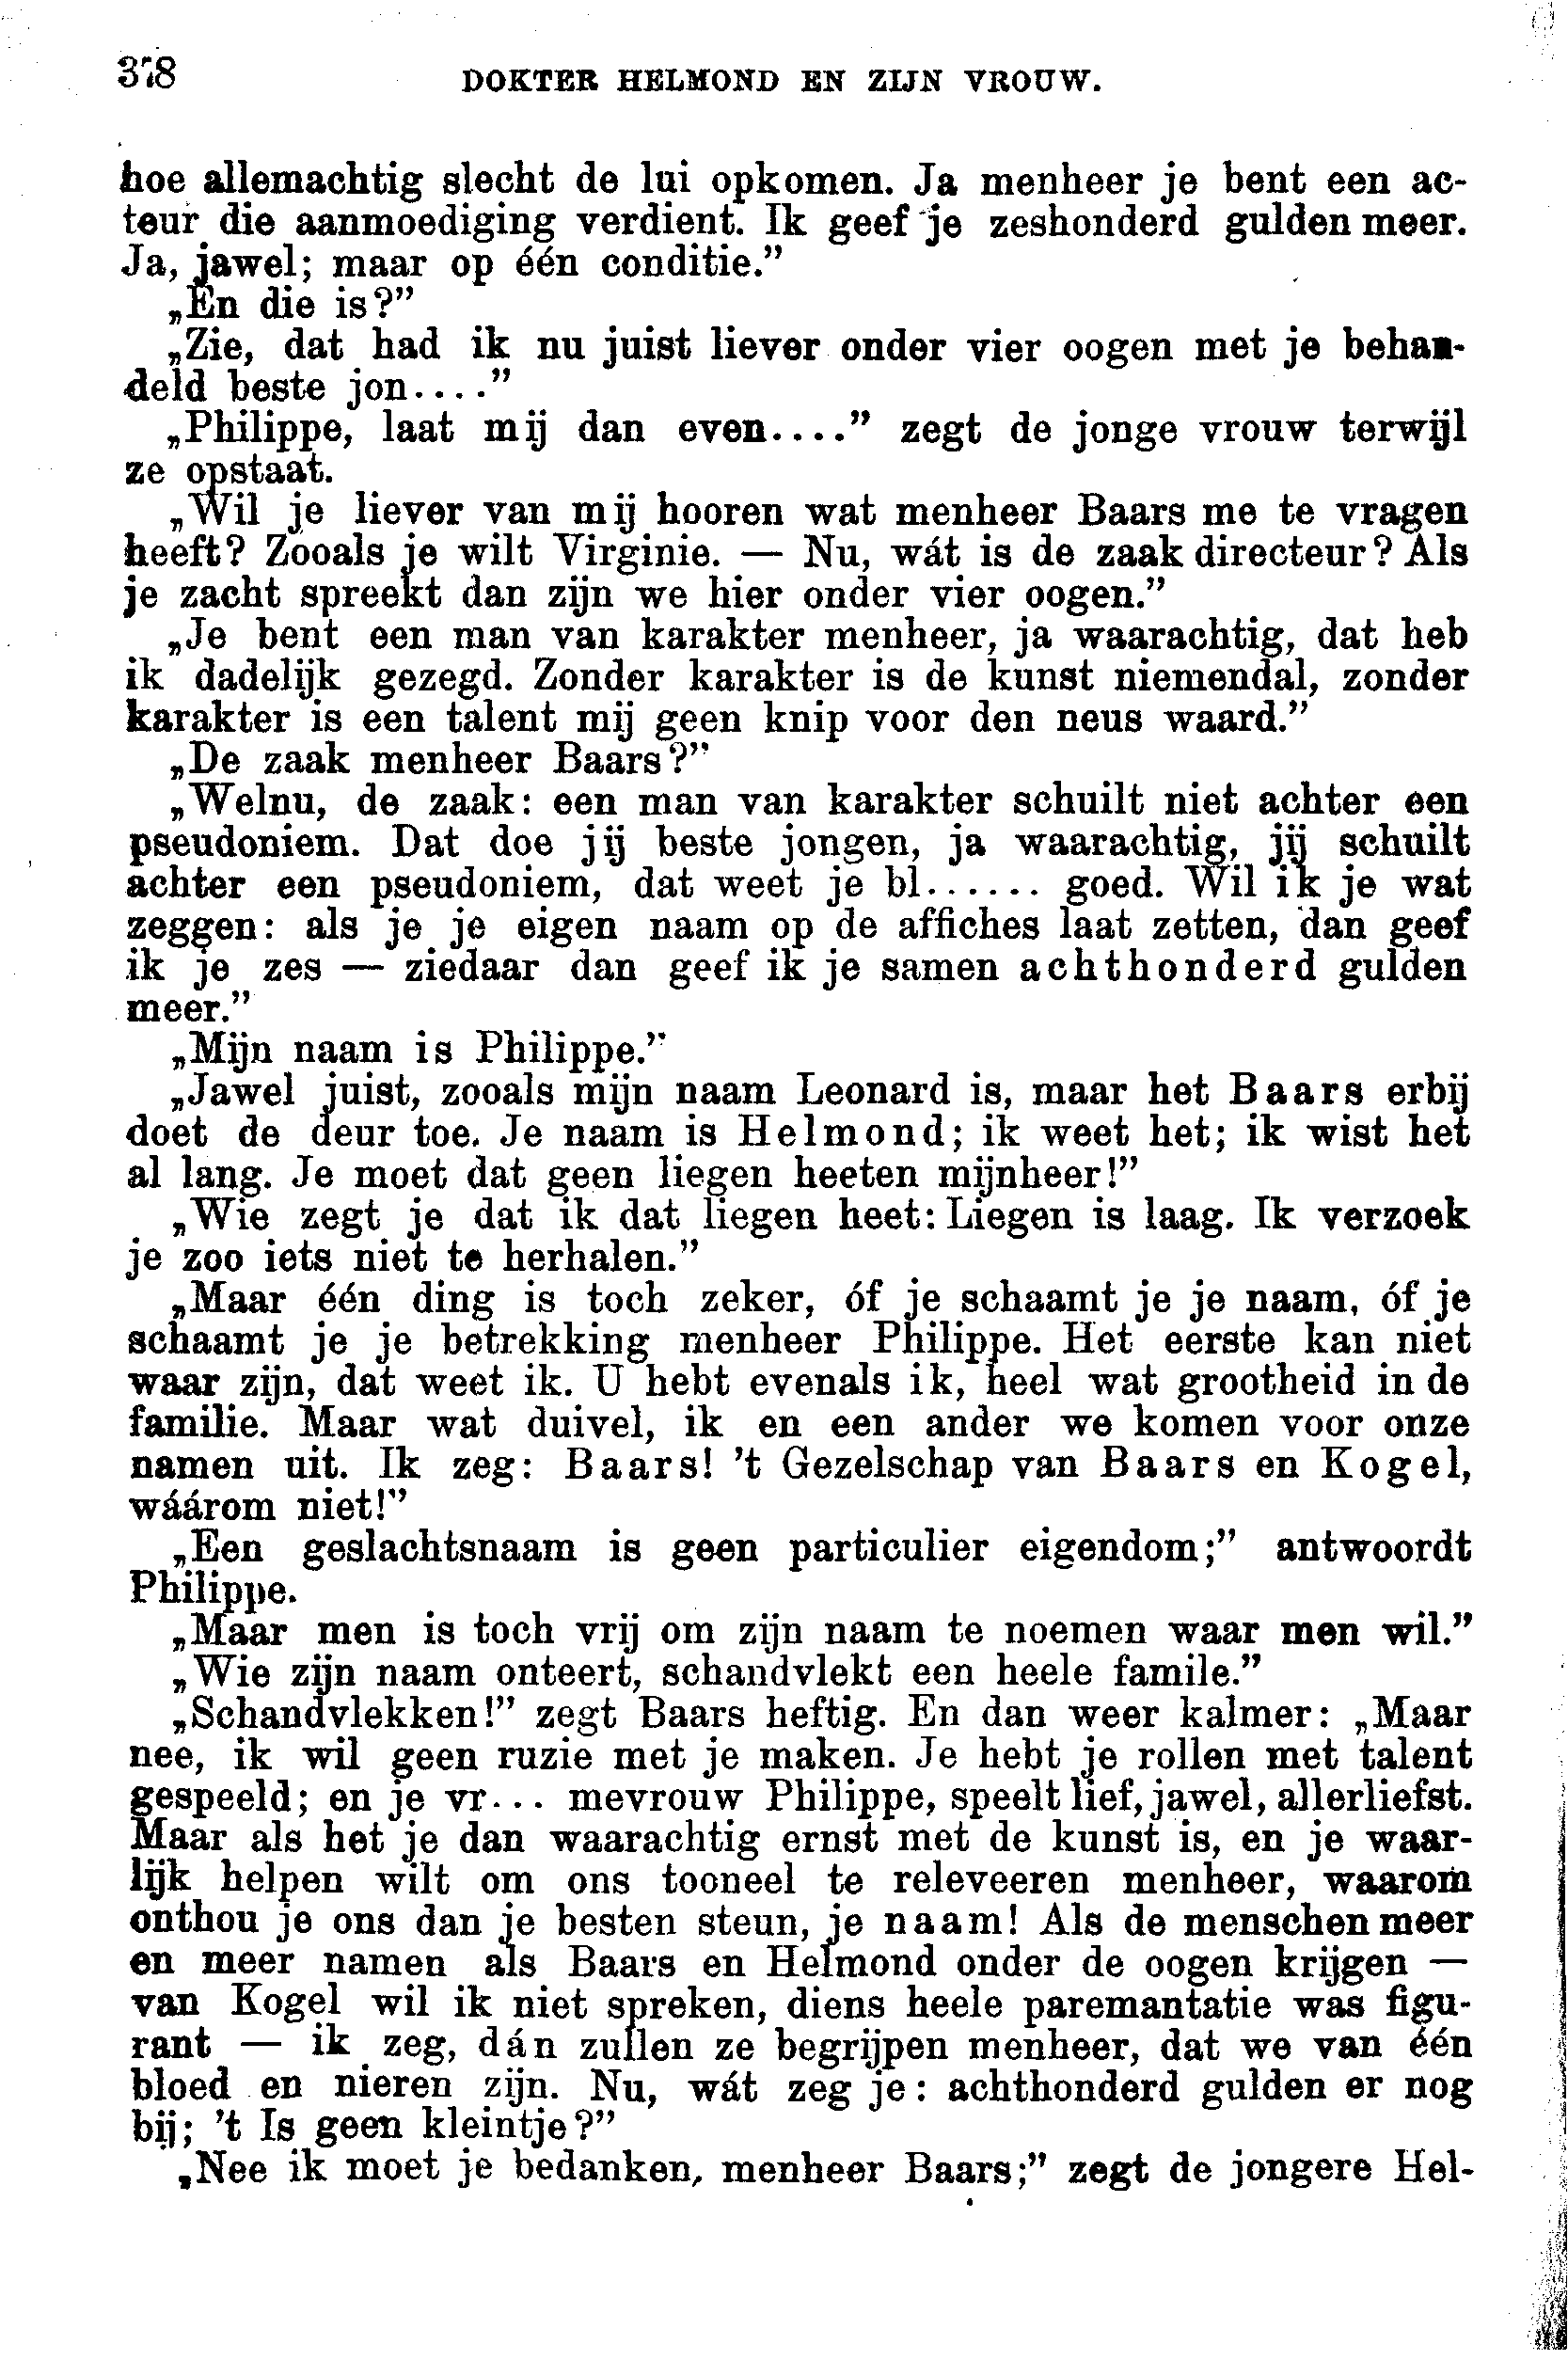 378 DOKTER HELMOND EN ZIJN VROUW.
hoe allemachtig slecht de lui opkomen. Ja menheer je bent een ac-
teur die aanmoediging verdient. Ik geef je zeshonderd gulden meer.
Ja, jawel; maar op één conditie.”
„En die is?”
„Zie, dat had ik nu juist liever onder vier oogen met je behan-
deld beste jon....”
„Philippe, laat mij dan even....” zegt de jonge vrouw terwijl
ze opstaat.
„Wil je liever van mij hooren wat menheer Baars me te vragen
heeft? Zooals je wilt Virginie. — Nu, wát is de zaak directeur? Als
je zacht spreekt dan zijn we hier onder vier oogen.”
„Je bent een man van karakter menheer, ja waarachtig, dat heb
ik dadelijk gezegd. Zonder karakter is de kunst niemendal, zonder
karakter is een talent mij geen knip voor den neus waard.”
„De zaak menheer Baars?”
„Welnu, de zaak: een man van karakter schuilt niet achter een
pseudoniem. Dat doe jij beste jongen, ja waarachtig, jij schuilt
achter een pseudoniem, dat weet je bl...... goed. Wil ik je wat
zeggen: als je je eigen naam op de affiches laat zetten, dan geef
ik je zes — ziedaar dan geef ik je samen achthonderd gulden
meer.”
„Mijn naam is Philippe.”
„Jawel juist, zooals mijn naam Leonard is, maar het Baars erbij
doet de deur toe. Je naam is Helmond; ik weet het; ik wist het
al lang. Je moet dat geen liegen heeten mijnheer!”
„Wie zegt je dat ik dat liegen heet: Liegen is laag. Ik verzoek
je zoo iets niet te herhalen.”
„Maar één ding is toch zeker, óf je schaamt je je naam, óf je
schaamt je je betrekking menheer Philippe. Het eerste kan niet
waar zijn, dat weet ik. U hebt evenals ik, heel wat grootheid in de
familie. Maar wat duivel, ik en een ander we komen voor onze
namen uit. Ik zeg: Baars! 't Gezelschap van Baars en Kogel,
wáárom niet!”
„Een geslachtsnaam is geen particulier eigendom;” antwoordt
Philippe.
„Maar men is toch vrij om zijn naam te noemen waar men wil.”
„Wie zijn naam onteert, schandvlekt een heele famile.”
„Schandvlekken!” zegt Baars heftig. En dan weer kalmer: „Maar
nee, ik wil geen ruzie met je maken. Je hebt je rollen met talent
gespeeld; en je vr... mevrouw Philippe, speelt lief, jawel, allerliefst.
Maar als het je dan waarachtig ernst met de kunst is, en je waar-
lijk helpen wilt om ons tooneel te releveeren menheer, waarom
onthou je ons dan je besten steun, je naam! Als de menschen meer
en meer namen als Baars en Helmond onder de oogen krijgen —
van Kogel wil ik niet spreken, diens heele paremantatie was figu-
rant — ik zeg, dán zullen ze begrijpen menheer, dat we van één
bloed en nieren zijn. Nu, wát zeg je: achthonderd gulden er nog
bij; 't Is geen kleintje?”
„Nee ik moet je bedanken, menheer Baars;” zegt de jongere Hel-